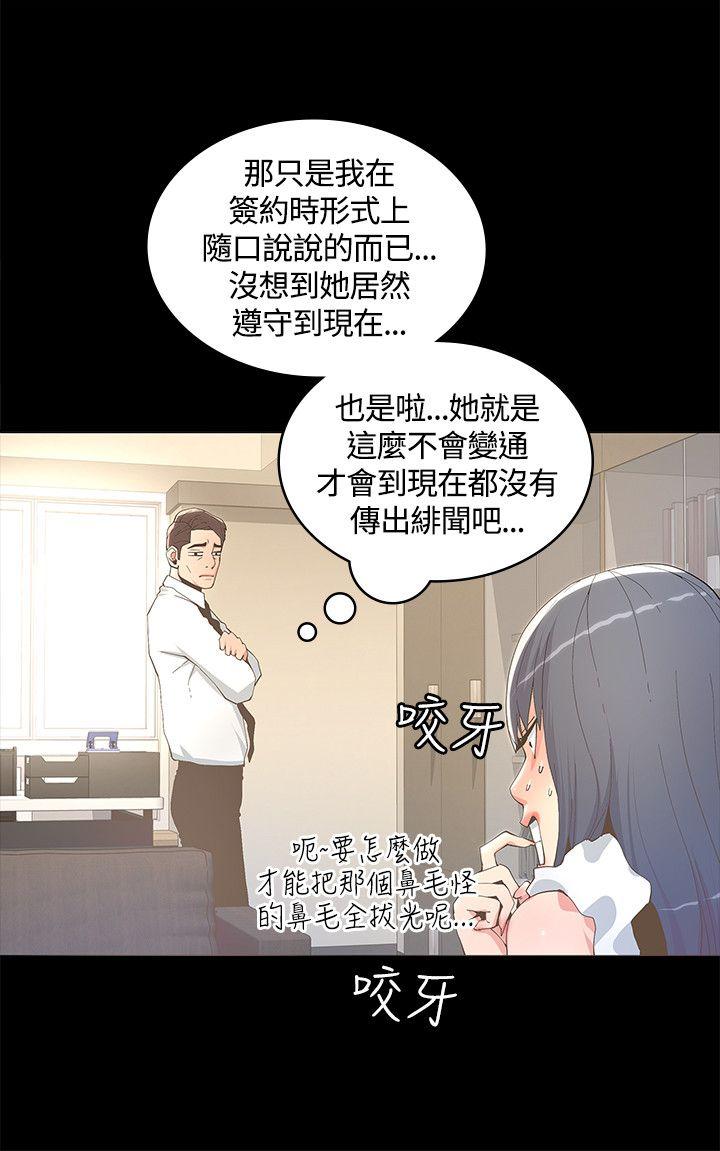 那只是我在
簽約時形式上
隨口說說的而已...
沒想到她居然
遵守到現在...
也是啦...她就是
這麼不會變通
才會到現在都沒有
傳出緋聞吧...
咬牙
呃~要怎麼做
才能把那個鼻毛怪
的鼻毛全拔光呢...
咬牙